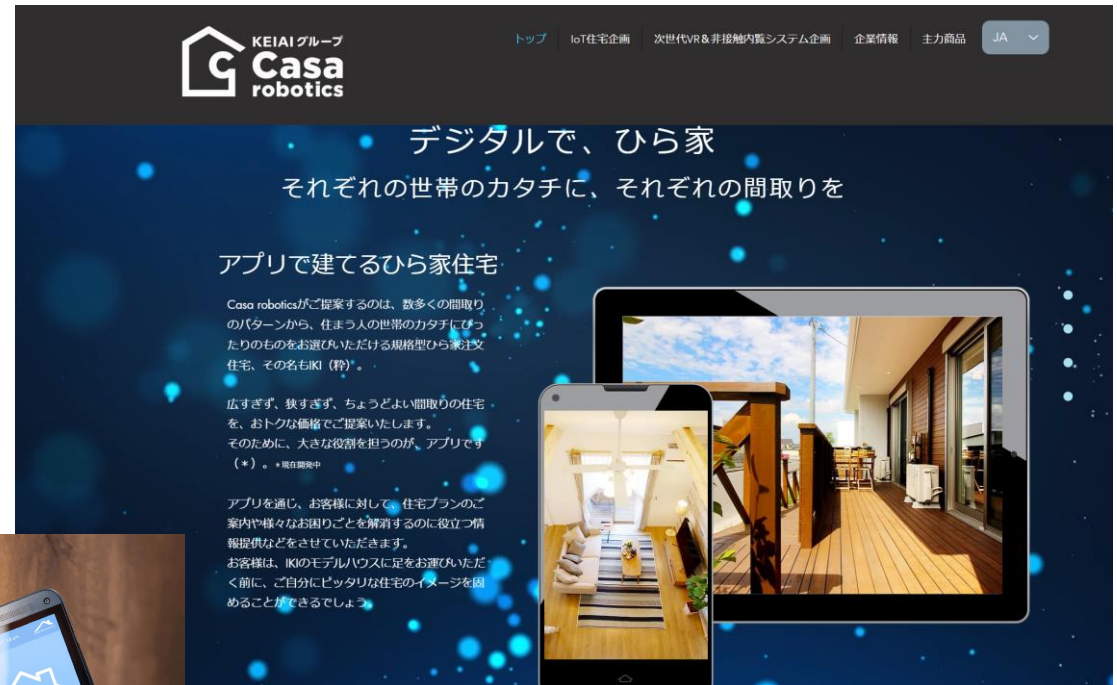 KEIAI グループ
Casa
robotics
トップ
IoT住宅企画
次世代VR&非接触内覧システム企画
企業情報
主力商品
JA
デジタルで、ひら家
それぞれの世帯のカタチに、それぞれの間取りを
アプリで建てるひら家住宅
Casa roboticsがご提案するのは、数多くの間取り
のパターンから、住まう人の世帯のカタチにぴっ
たりのものをお選びいただける規格型ひら家注文
住宅、その名もIKI（粋）。
広すぎず、狭すぎず、ちょうどよい間取りの住宅
を、おトクな価格でご提案いたします。
そのために、大きな役割を担うのが、アプリです
（*）。*現在開発中
アプリを通じ、お客様に対して、住宅プランのご
案内や様々なお困りごとを解消するのに役立つ情
報提供などをさせていただきます。
お客様は、IKIのモデルハウスに足をお運びいただ
く前に、ご自分にピッタリな住宅のイメージを固
めることができるでしょう。